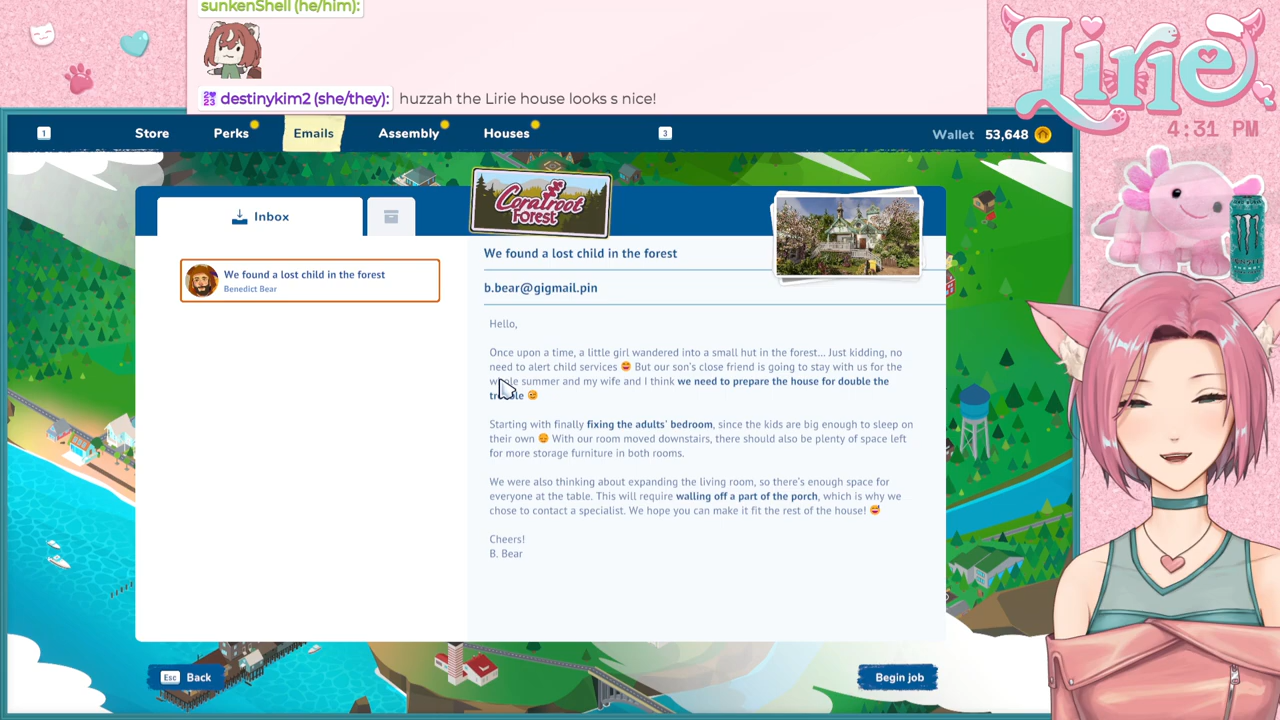 sunkenShell (he/him):
destinykim2 (she/they): huzzah the Lirie house looks s nice!
Lirie
4:31 PM
1
Store
Perks
Emails
Assembly
Houses
3
Wallet 53,648
Inbox
Coralroot
Forest
We found a lost child in the forest
Benedict Bear
We found a lost child in the forest
b.bear@gigmail.pin
Hello,
Once upon a time, a little girl wandered into a small hut in the forest... Just kidding, no
need to alert child services 😄 But our son's close friend is going to stay with us for the
whole summer and my wife and I think we need to prepare the house for double the
trouble 😊
Starting with finally fixing the adults' bedroom, since the kids are big enough to sleep on
their own 😊 With our room moved downstairs, there should also be plenty of space left
for more storage furniture in both rooms.
We were also thinking about expanding the living room, so there's enough space for
everyone at the table. This will require walling off a part of the porch, which is why we
chose to contact a specialist. We hope you can make it fit the rest of the house! 😅
Cheers!
B. Bear
Esc Back
Begin job